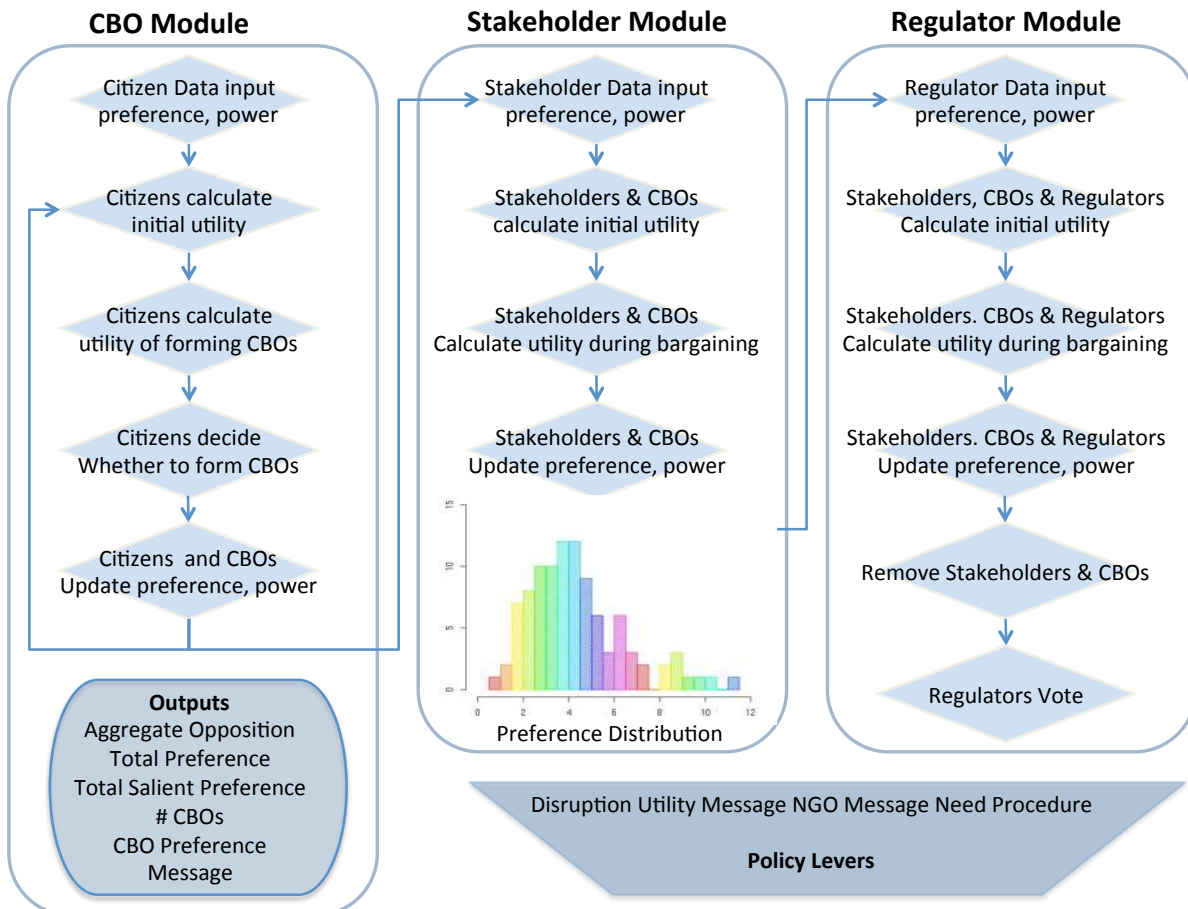 CBO Module
Citizen Data input
preference, power
Citizens calculate
initial utility
Citizens calculate
utility of forming CBOs
Citizens decide
Whether to form CBOs
Citizens and CBOs
Update preference, power
Outputs
Aggregate Opposition
Total Preference
Total Salient Preference
# CBOs
CBO Preference
Message
Stakeholder Module
Stakeholder Data input
preference, power
Stakeholders & CBOs
calculate initial utility
Stakeholders & CBOs
Calculate utility during bargaining
Stakeholders & CBOs
Update preference, power
15
10
5
0
0 2 4 6 8 10 12
Preference Distribution
Regulator Module
Regulator Data input
preference, power
Stakeholders, CBOs & Regulators
Calculate initial utility
Stakeholders. CBOs & Regulators
Calculate utility during bargaining
Stakeholders. CBOs & Regulators
Update preference, power
Remove Stakeholders & CBOs
Regulators Vote
Disruption Utility Message NGO Message Need Procedure
Policy Levers